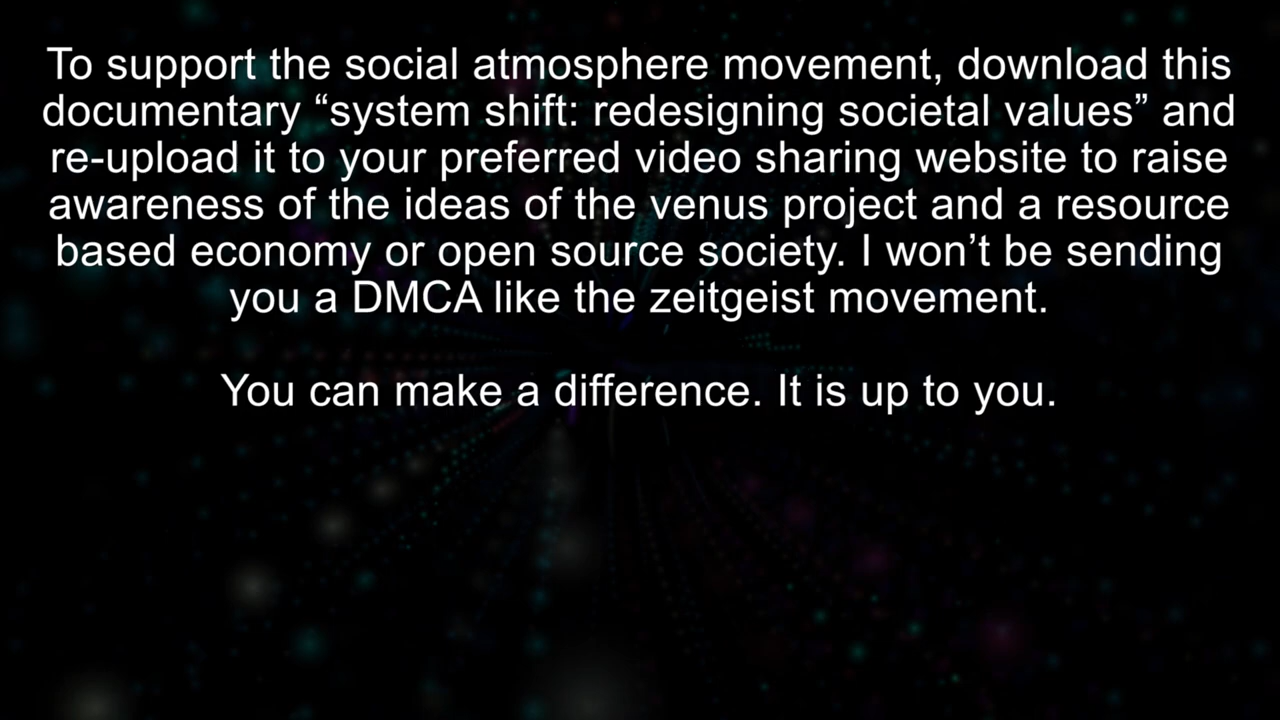 To support the social atmosphere movement, download this
documentary “system shift: redesigning societal values” and
re-upload it to your preferred video sharing website to raise
awareness of the ideas of the venus project and a resource
based economy or open source society. I won’t be sending
you a DMCA like the zeitgeist movement.
You can make a difference. It is up to you.